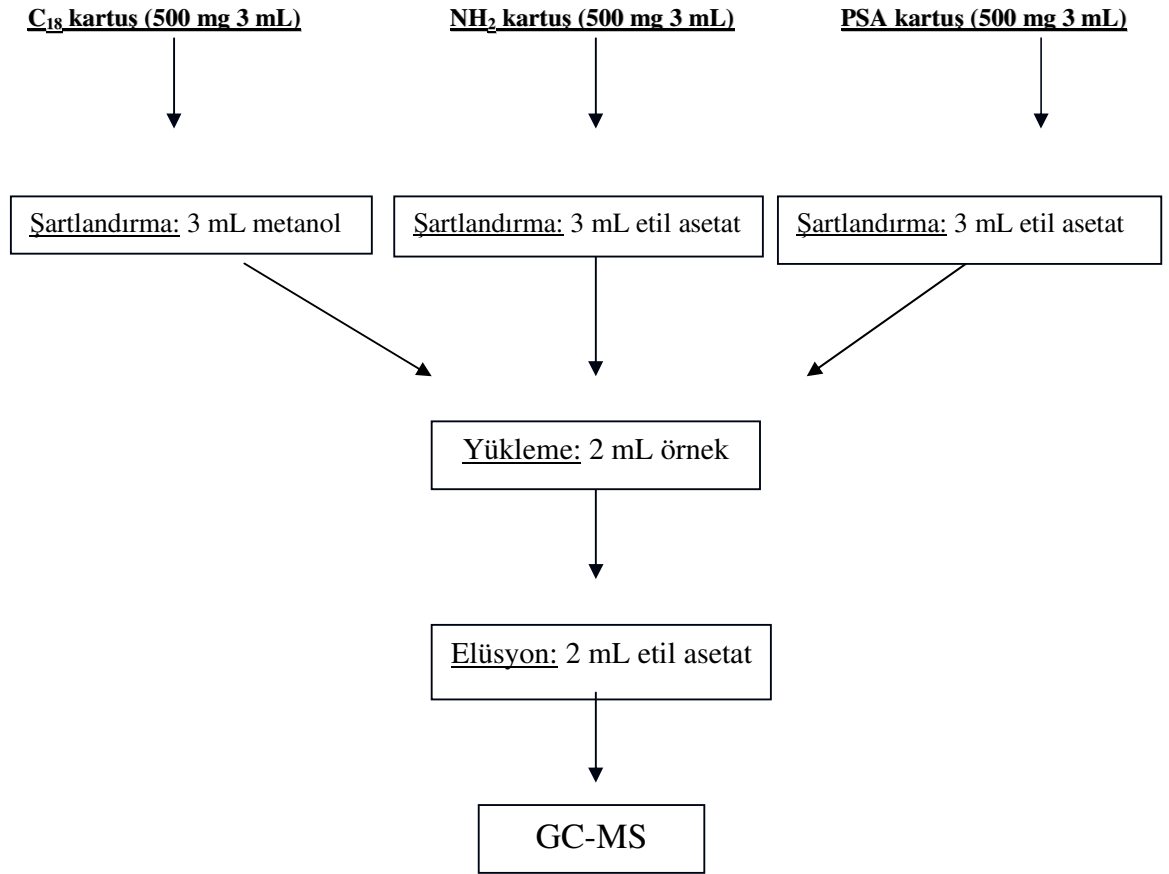 C₁₈ kartuş (500 mg 3 mL)
NH₂ kartuş (500 mg 3 mL)
PSA kartuş (500 mg 3 mL)
Şartlandırma: 3 mL metanol
Şartlandırma: 3 mL etil asetat
Şartlandırma: 3 mL etil asetat
Yükleme: 2 mL örnek
Elüsyon: 2 mL etil asetat
GC-MS